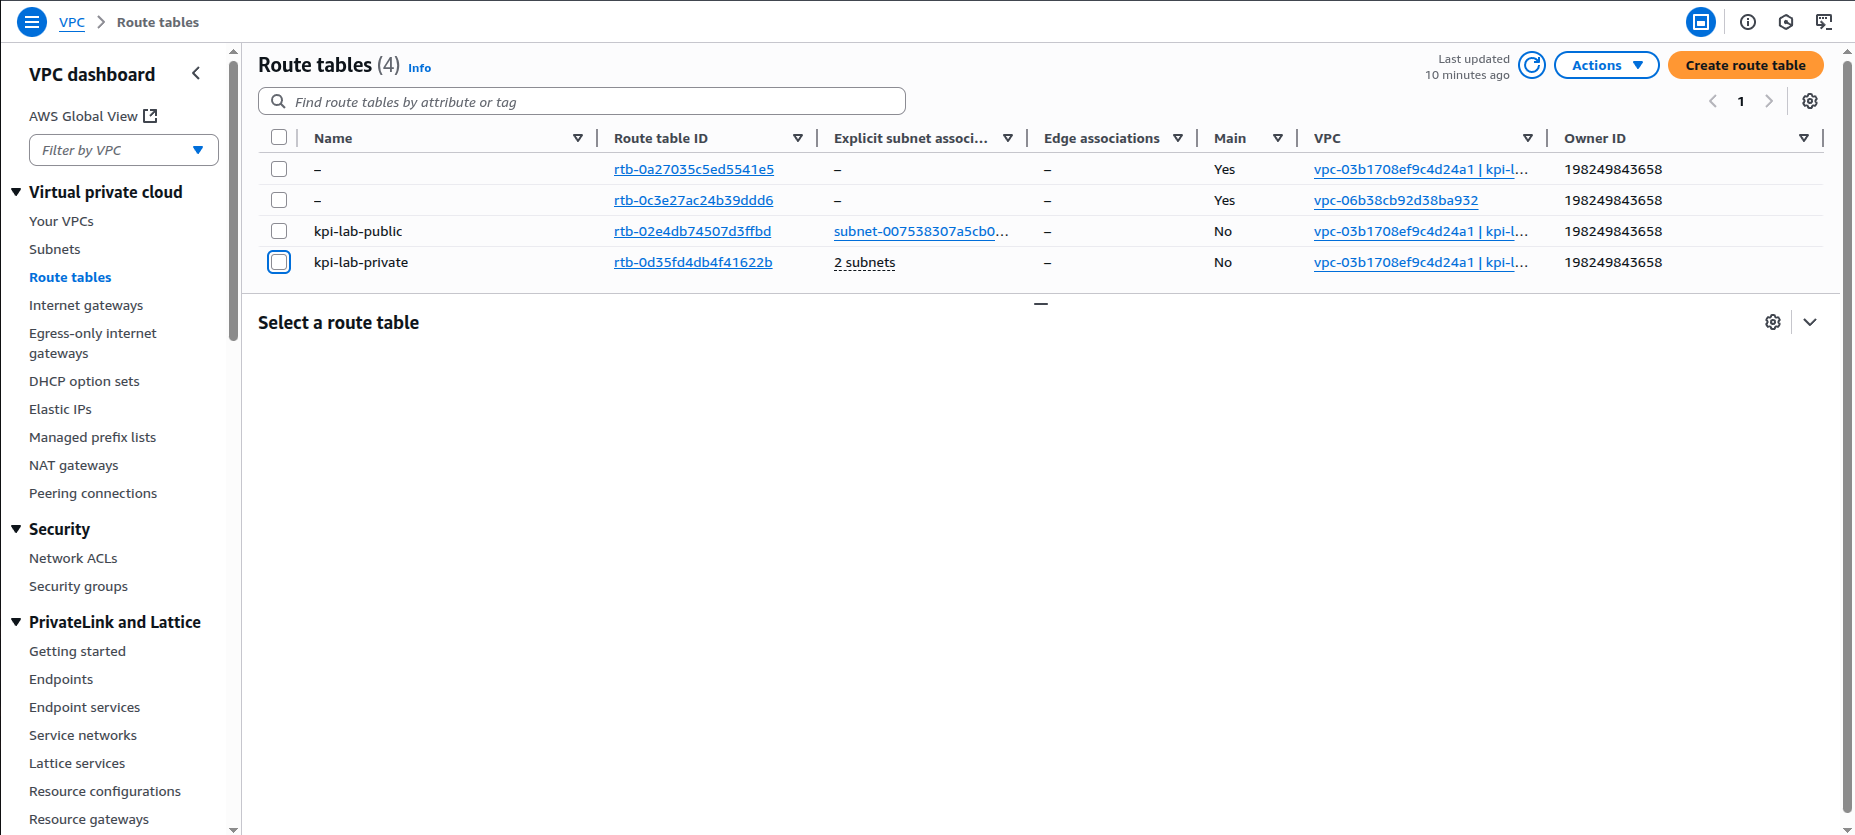 VPC > Route tables
VPC dashboard
AWS Global View
Filter by VPC
Virtual private cloud
Your VPCs
Subnets
Route tables
Internet gateways
Egress-only internet
gateways
DHCP option sets
Elastic IPs
Managed prefix lists
NAT gateways
Peering connections
Security
Network ACLs
Security groups
PrivateLink and Lattice
Getting started
Endpoints
Endpoint services
Service networks
Lattice services
Resource configurations
Resource gateways
Route tables (4) Info
Last updated
10 minutes ago
Actions
Create route table
Find route tables by attribute or tag
1
Name Route table ID Explicit subnet associ... Edge associations Main VPC Owner ID
– rtb-0a27035c5ed5541e5 – – Yes vpc-03b1708ef9c4d24a1 | kpi-l... 198249843658
– rtb-0c3e27ac24b39ddd6 – – Yes vpc-06b38cb92d38ba932 198249843658
kpi-lab-public rtb-02e4db74507d3ffbd subnet-007538307a5cb0... – No vpc-03b1708ef9c4d24a1 | kpi-l... 198249843658
kpi-lab-private rtb-0d35fd4db4f41622b 2 subnets – No vpc-03b1708ef9c4d24a1 | kpi-l... 198249843658
Select a route table